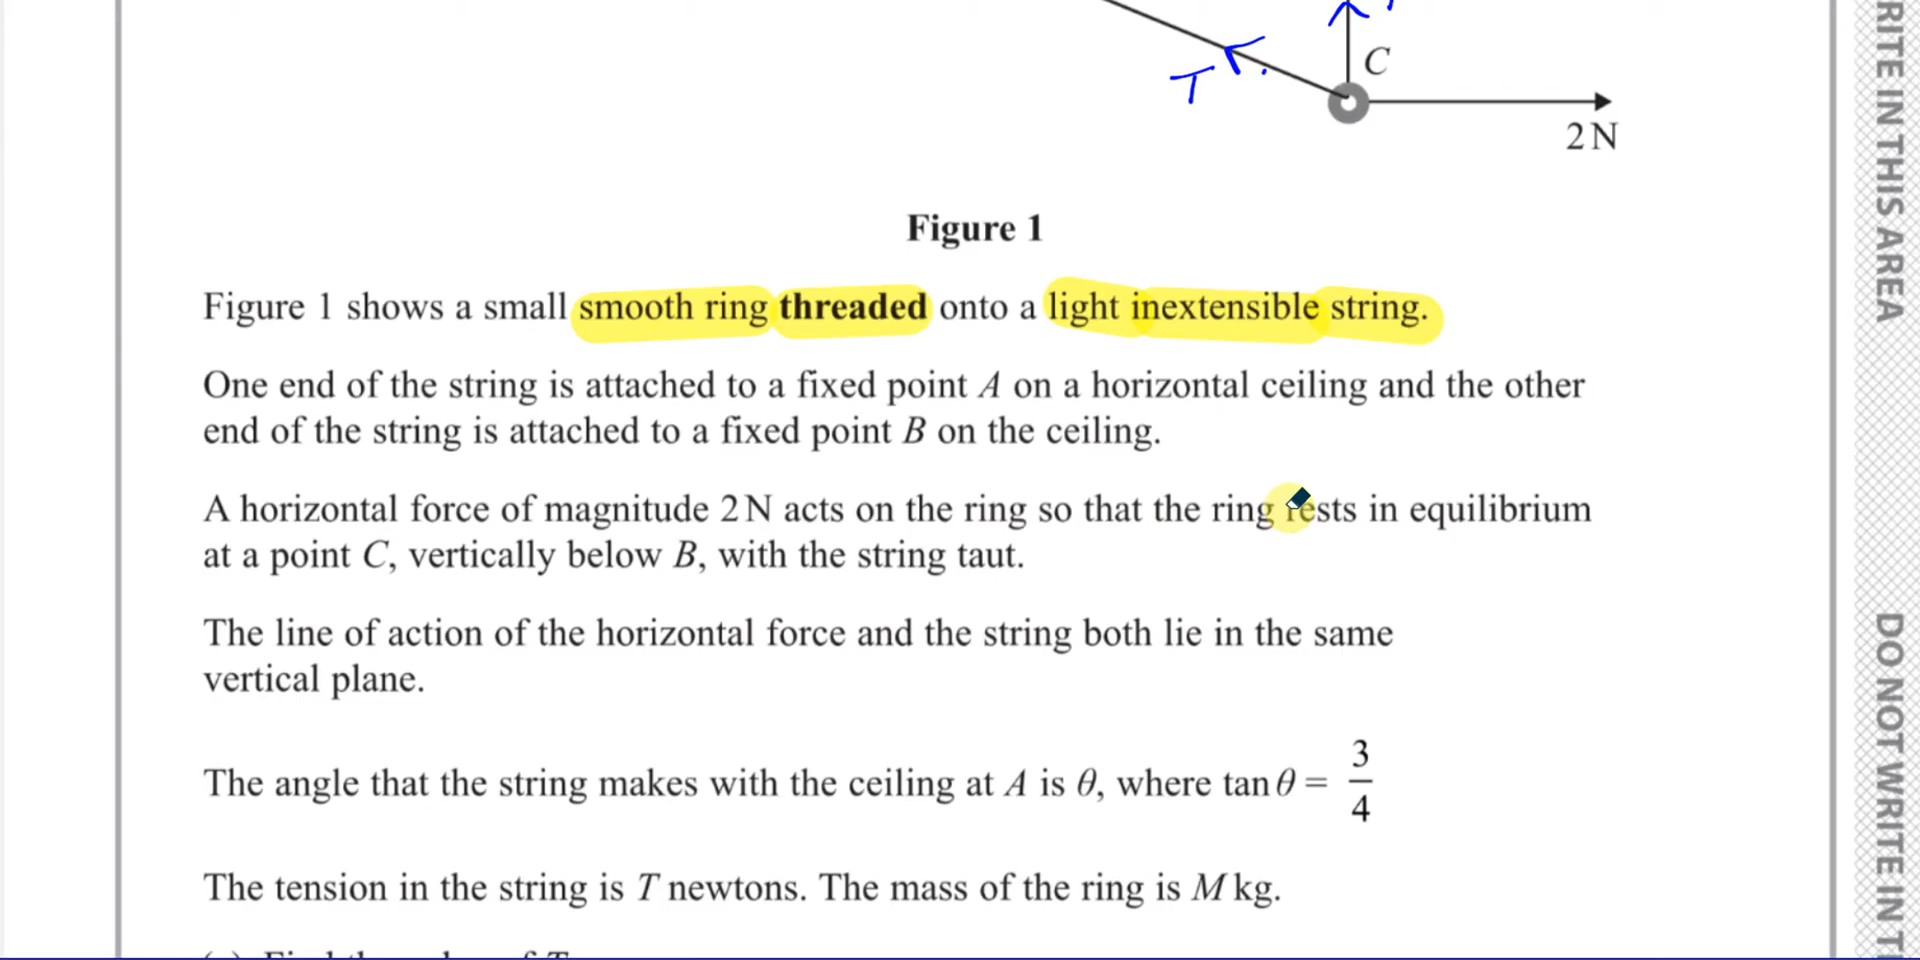 C
T
2 N
Figure 1
Figure 1 shows a small smooth ring threaded onto a light inextensible string.
One end of the string is attached to a fixed point A on a horizontal ceiling and the other
end of the string is attached to a fixed point B on the ceiling.
A horizontal force of magnitude 2 N acts on the ring so that the ring rests in equilibrium
at a point C, vertically below B, with the string taut.
The line of action of the horizontal force and the string both lie in the same
vertical plane.
The angle that the string makes with the ceiling at A is θ, where tan θ = 3/4
The tension in the string is T newtons. The mass of the ring is M kg.
RITE IN THIS AREA
DO NOT WRITE IN T